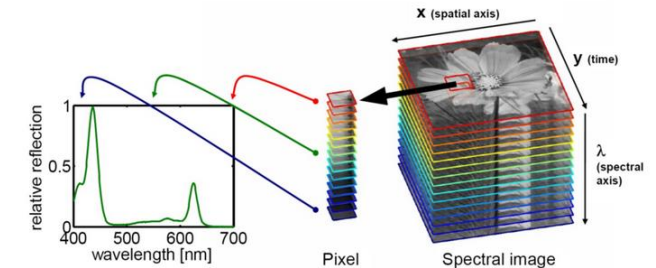 x (spatial axis)
y (time)
λ
(spectral
axis)
relative reflection
1
0.5
0
400 500 600 700
wavelength [nm]
Pixel
Spectral image